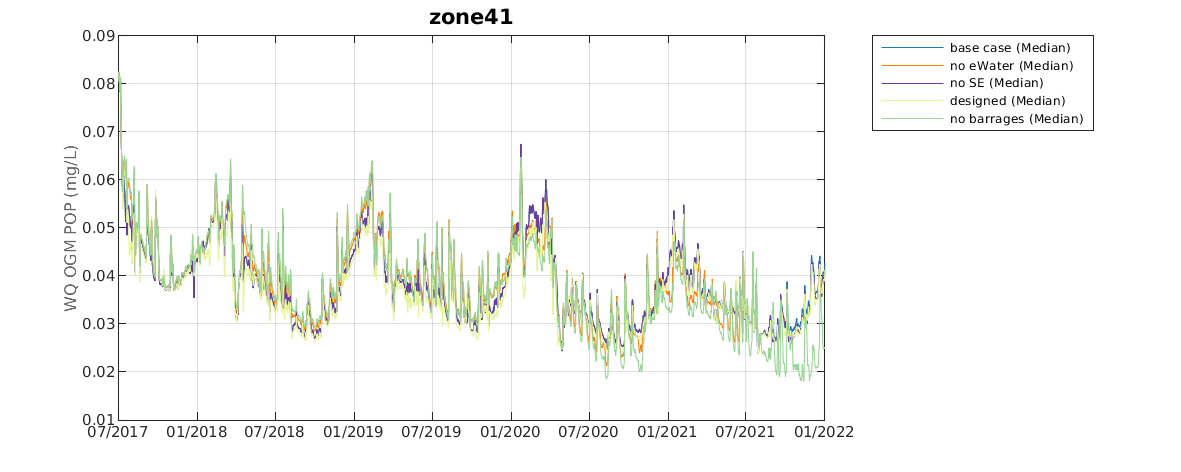 zone41
0.09
0.08
0.07
0.06
0.05
0.04
0.03
0.02
0.01
WQ OGM POP (mg/L)
07/2017 01/2018 07/2018 01/2019 07/2019 01/2020 07/2020 01/2021 07/2021 01/2022
base case (Median)
no eWater (Median)
no SE (Median)
designed (Median)
no barrages (Median)